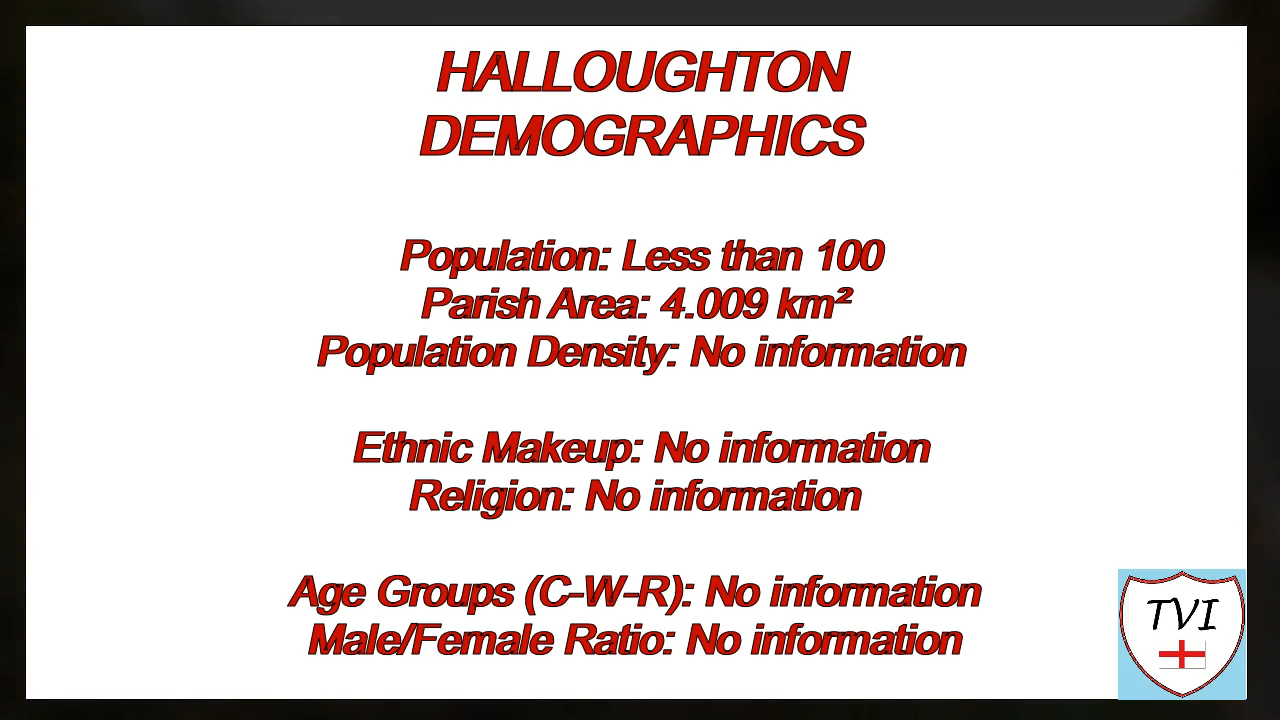 HALLOUGHTON
DEMOGRAPHICS
Population: Less than 100
Parish Area: 4.009 km²
Population Density: No information
Ethnic Makeup: No information
Religion: No information
Age Groups (C-W-R): No information
Male/Female Ratio: No information
TVI